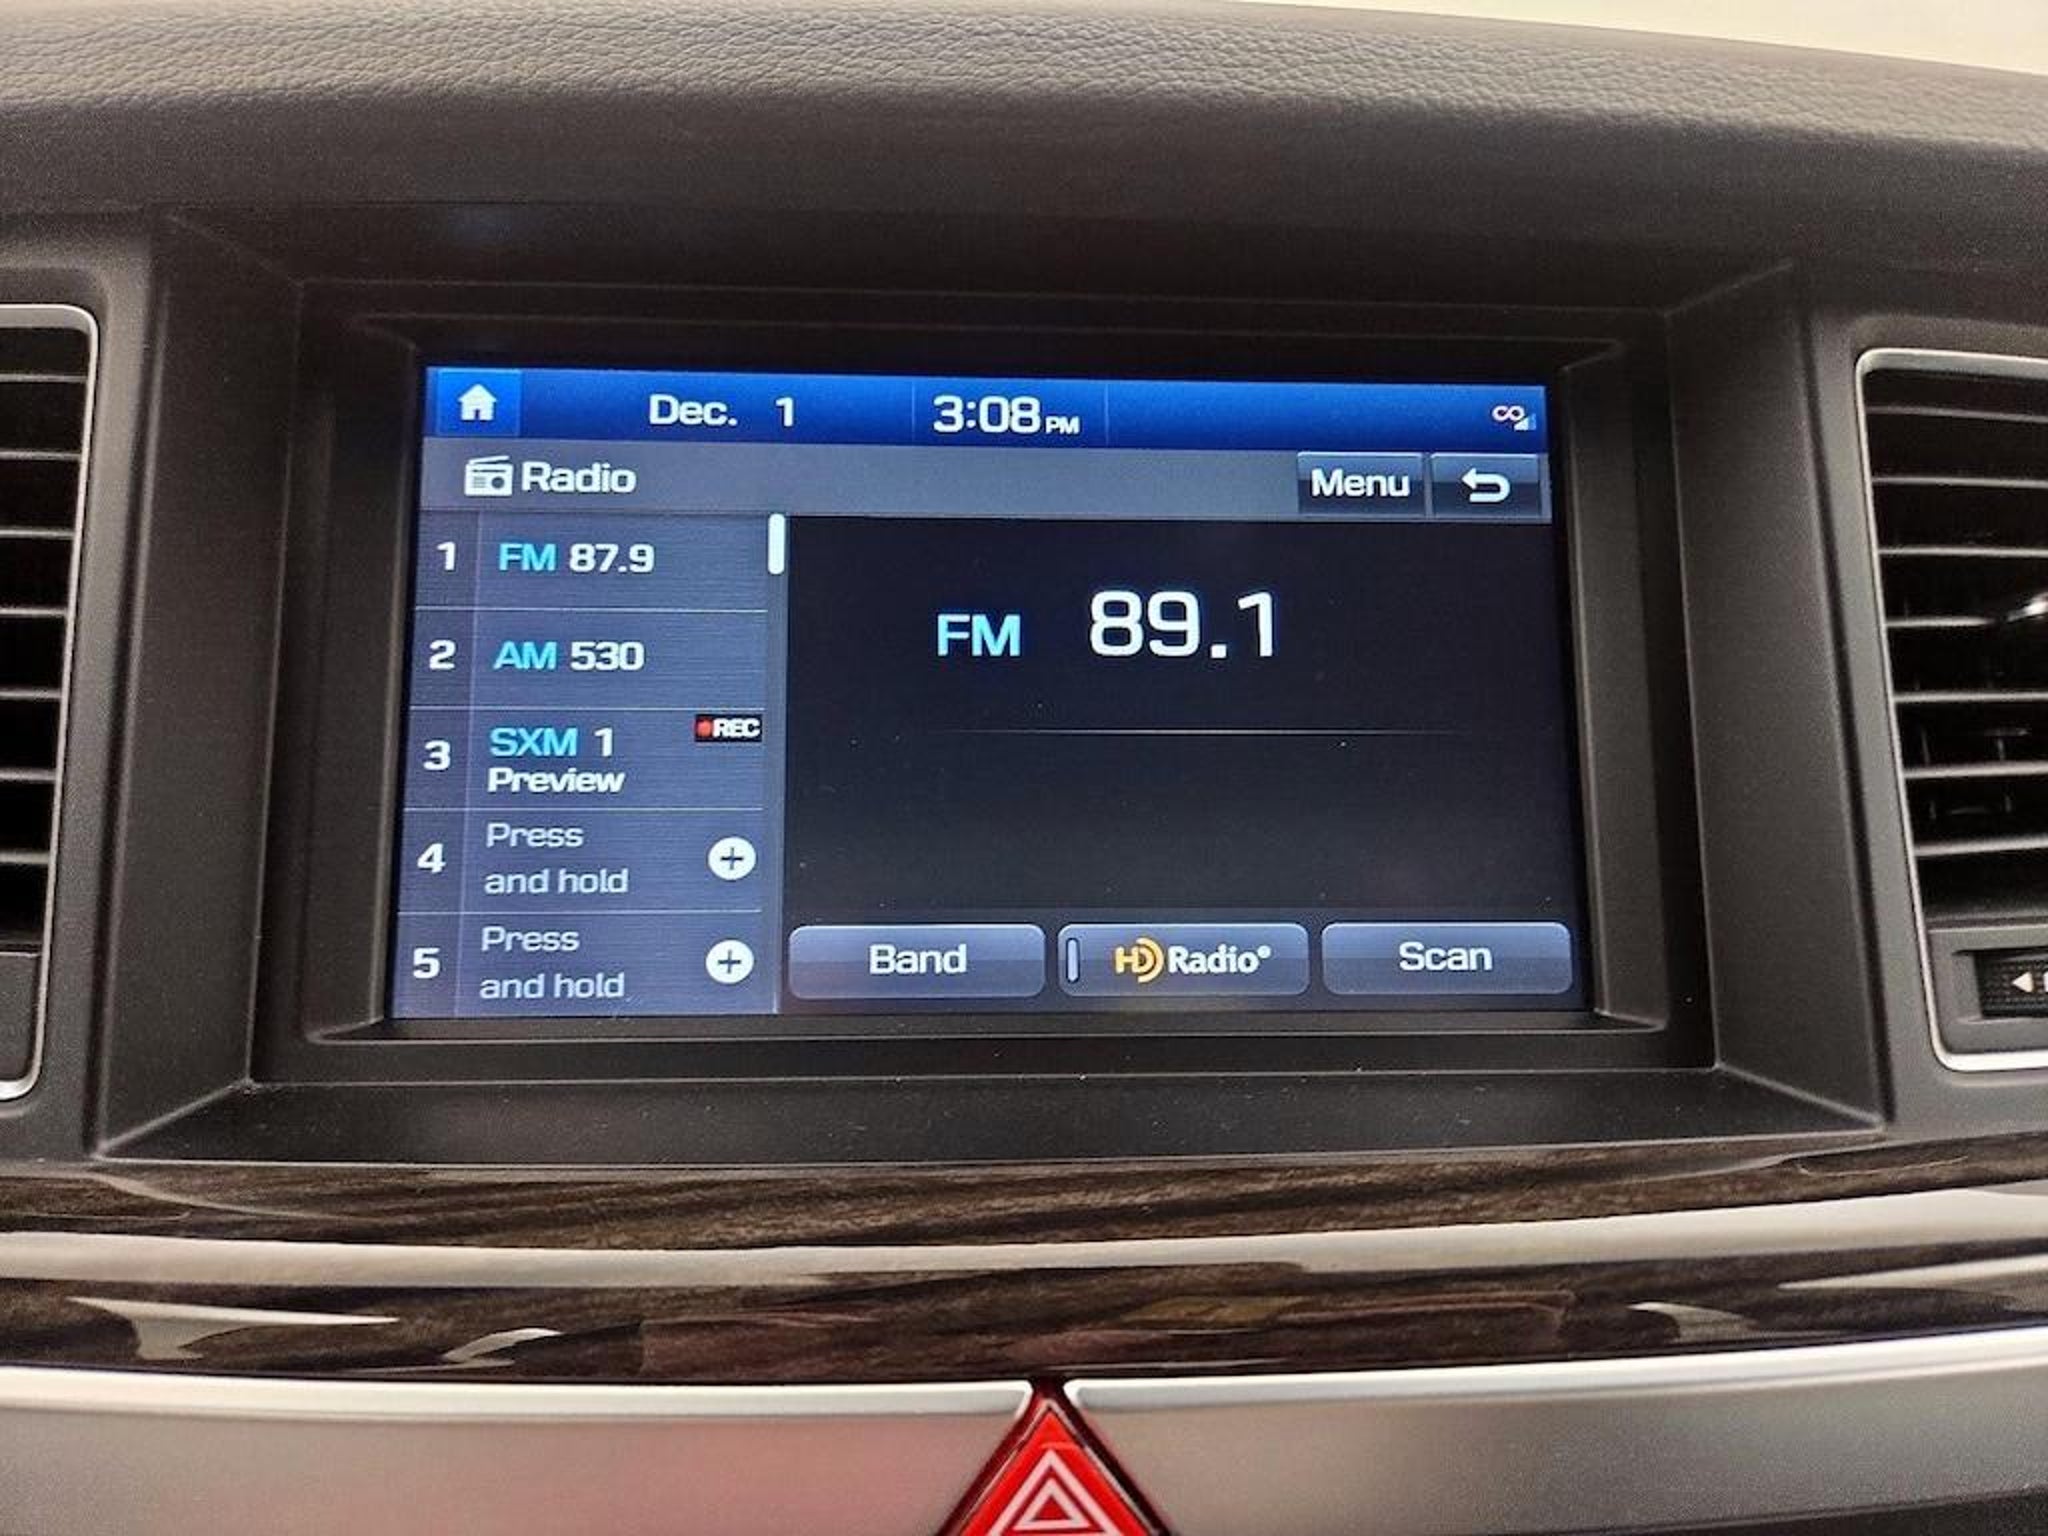 Dec. 1 3:08 PM
Radio Menu
1 FM 87.9
2 AM 530
3 SXM 1 REC
Preview
4 Press
and hold
5 Press
and hold
FM 89.1
Band HD Radio® Scan